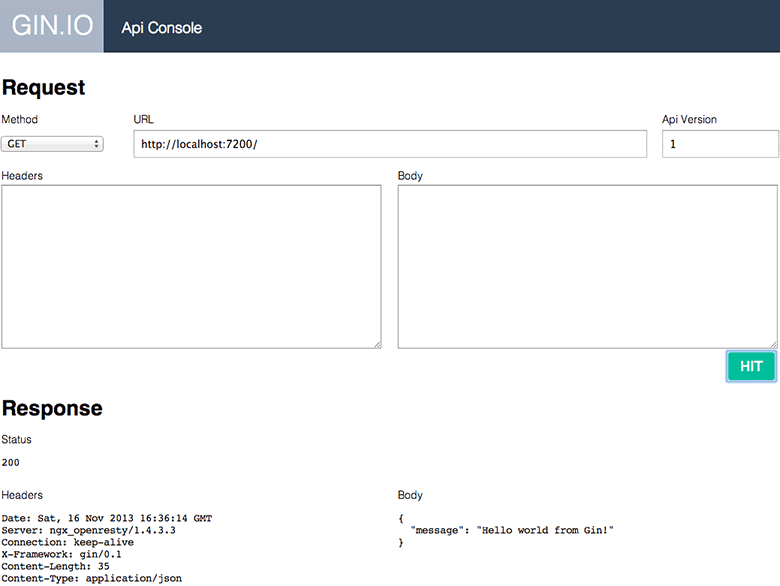 GIN.IO Api Console
Request
Method URL Api Version
GET http://localhost:7200/ 1
Headers Body
HIT
Response
Status
200
Headers Body
Date: Sat, 16 Nov 2013 16:36:14 GMT {
Server: ngx_openresty/1.4.3.3 "message": "Hello world from Gin!"
Connection: keep-alive }
X-Framework: gin/0.1
Content-Length: 35
Content-Type: application/json